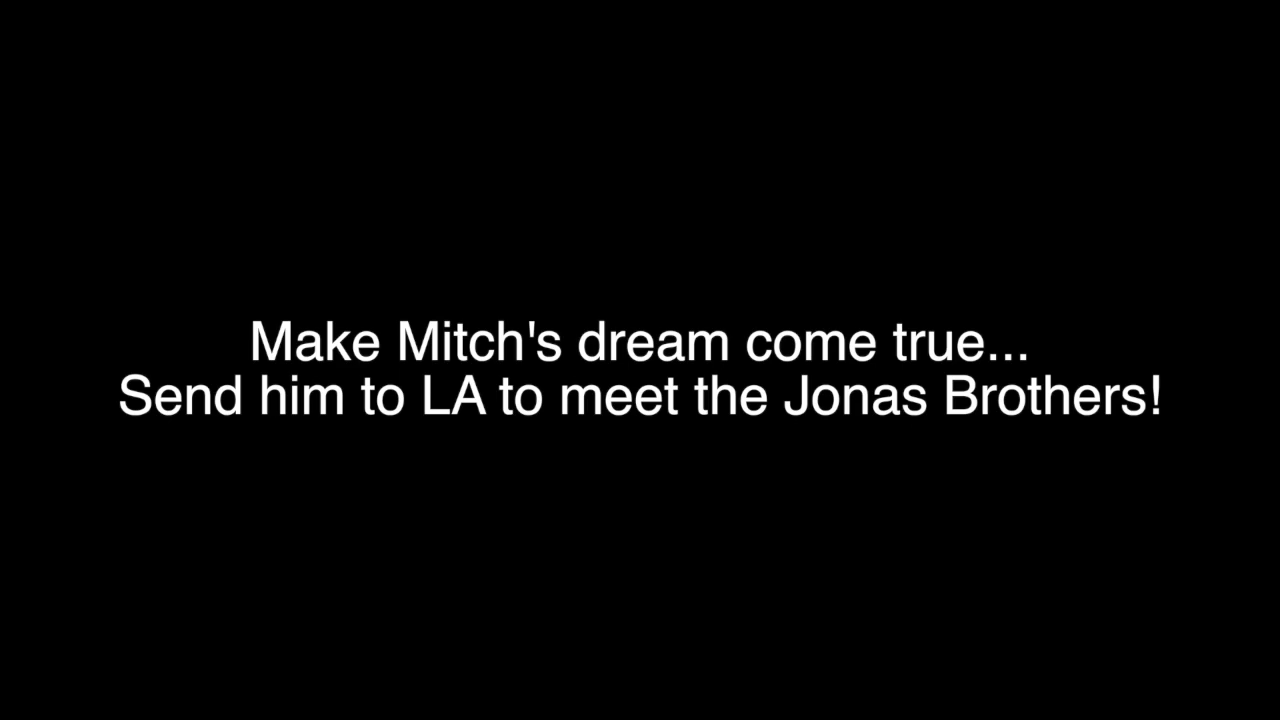 Make Mitch's dream come true...
Send him to LA to meet the Jonas Brothers!